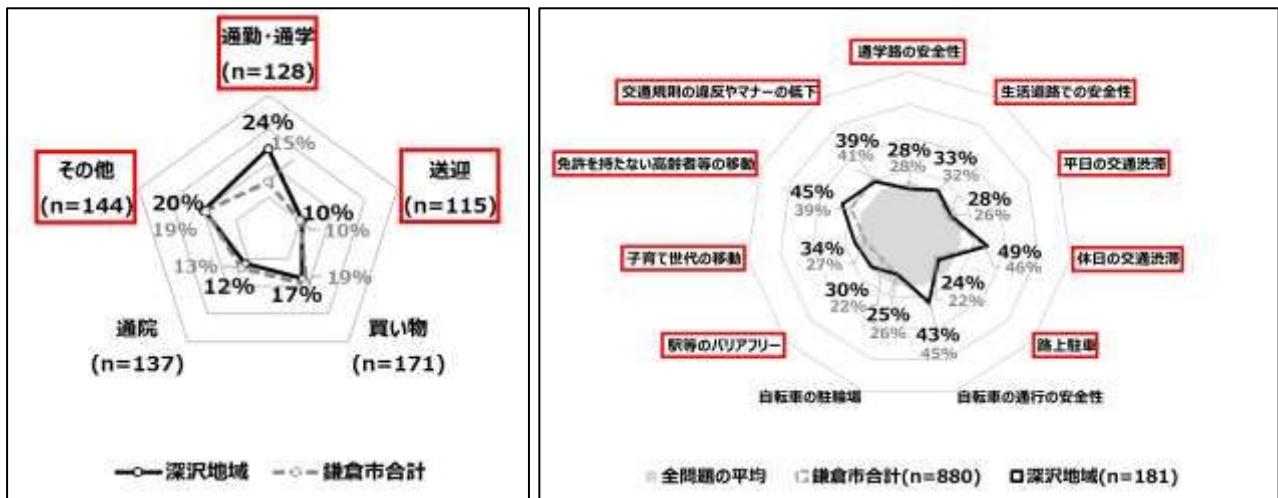 通勤・通学
(n=128)
24%
15%
その他
(n=144)
20%
19%
送迎
(n=115)
10%
10%
13%
12%
19%
17%
通院
(n=137)
買い物
(n=171)
深沢地域
鎌倉市合計
通学路の安全性
交通規則の違反やマナーの低下
生活道路での安全性
免許を持たない高齢者等の移動
平日の交通渋滞
39%
41%
28%
28%
33%
32%
28%
26%
45%
39%
子育て世代の移動
休日の交通渋滞
34%
27%
49%
46%
30%
22%
24%
22%
25%
26%
43%
45%
駅等のバリアフリー
路上駐車
自転車の駐輪場
自転車の通行の安全性
全問題の平均
鎌倉市合計(n=880)
深沢地域(n=181)